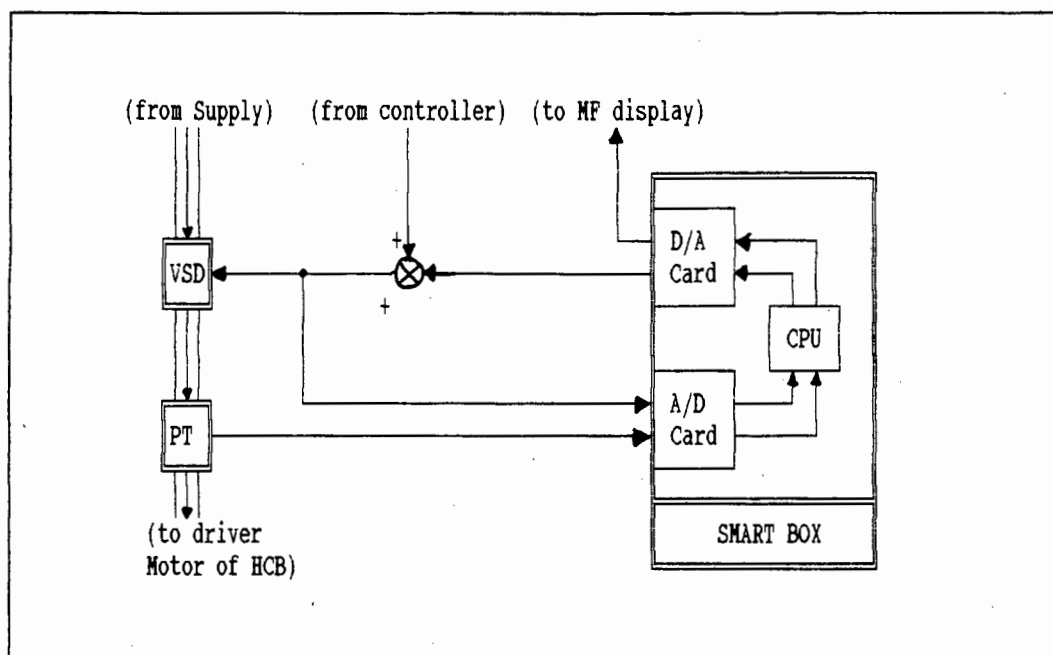 (from Supply) (from controller) (to MF display)
+
VSD
+
D/A
Card
CPU
A/D
Card
PT
(to driver
Motor of HCB)
SMART BOX